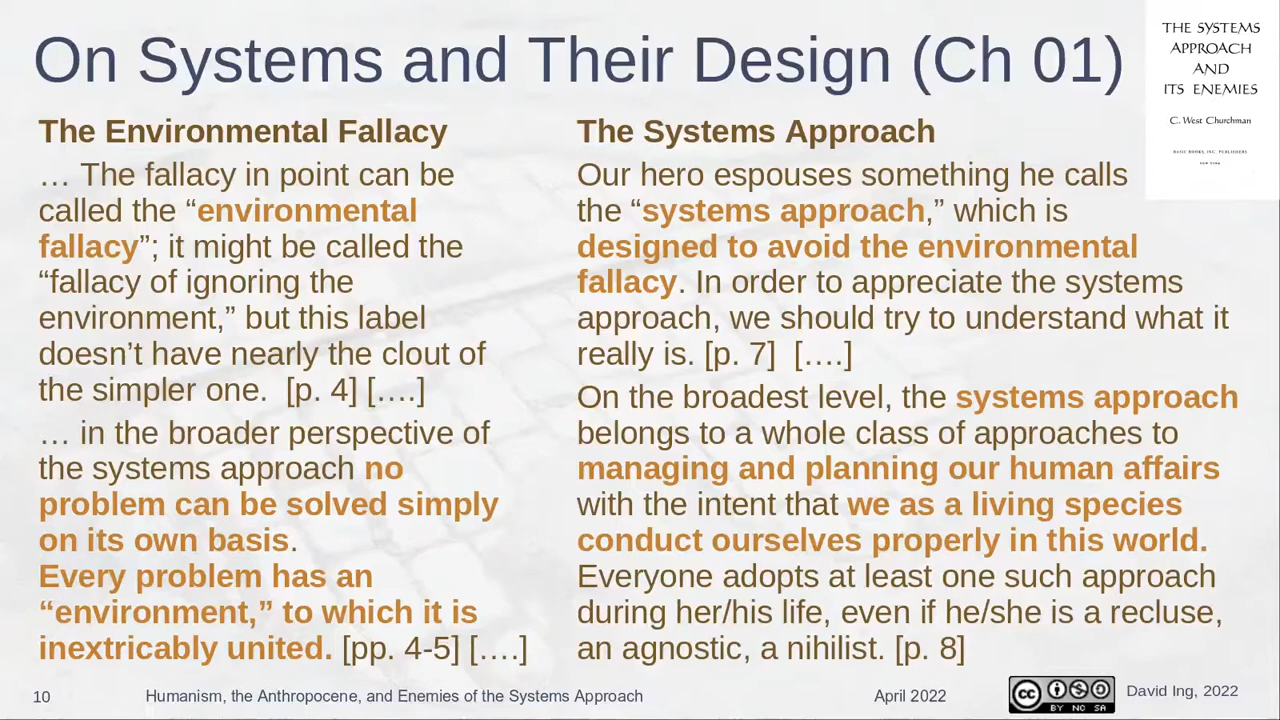 On Systems and Their Design (Ch 01)
THE SYSTEMS
APPROACH
AND
ITS ENEMIES
C. West Churchman
BASIC BOOKS, INC. PUBLISHERS
NEW YORK
The Environmental Fallacy
… The fallacy in point can be
called the “environmental
fallacy”; it might be called the
“fallacy of ignoring the
environment,” but this label
doesn’t have nearly the clout of
the simpler one. [p. 4] [….]
… in the broader perspective of
the systems approach no
problem can be solved simply
on its own basis.
Every problem has an
“environment,” to which it is
inextricably united. [pp. 4-5] [….]
The Systems Approach
Our hero espouses something he calls
the “systems approach,” which is
designed to avoid the environmental
fallacy. In order to appreciate the systems
approach, we should try to understand what it
really is. [p. 7] [….]
On the broadest level, the systems approach
belongs to a whole class of approaches to
managing and planning our human affairs
with the intent that we as a living species
conduct ourselves properly in this world.
Everyone adopts at least one such approach
during her/his life, even if he/she is a recluse,
an agnostic, a nihilist. [p. 8]
10
Humanism, the Anthropocene, and Enemies of the Systems Approach
April 2022
cc
BY NC SA
David Ing, 2022